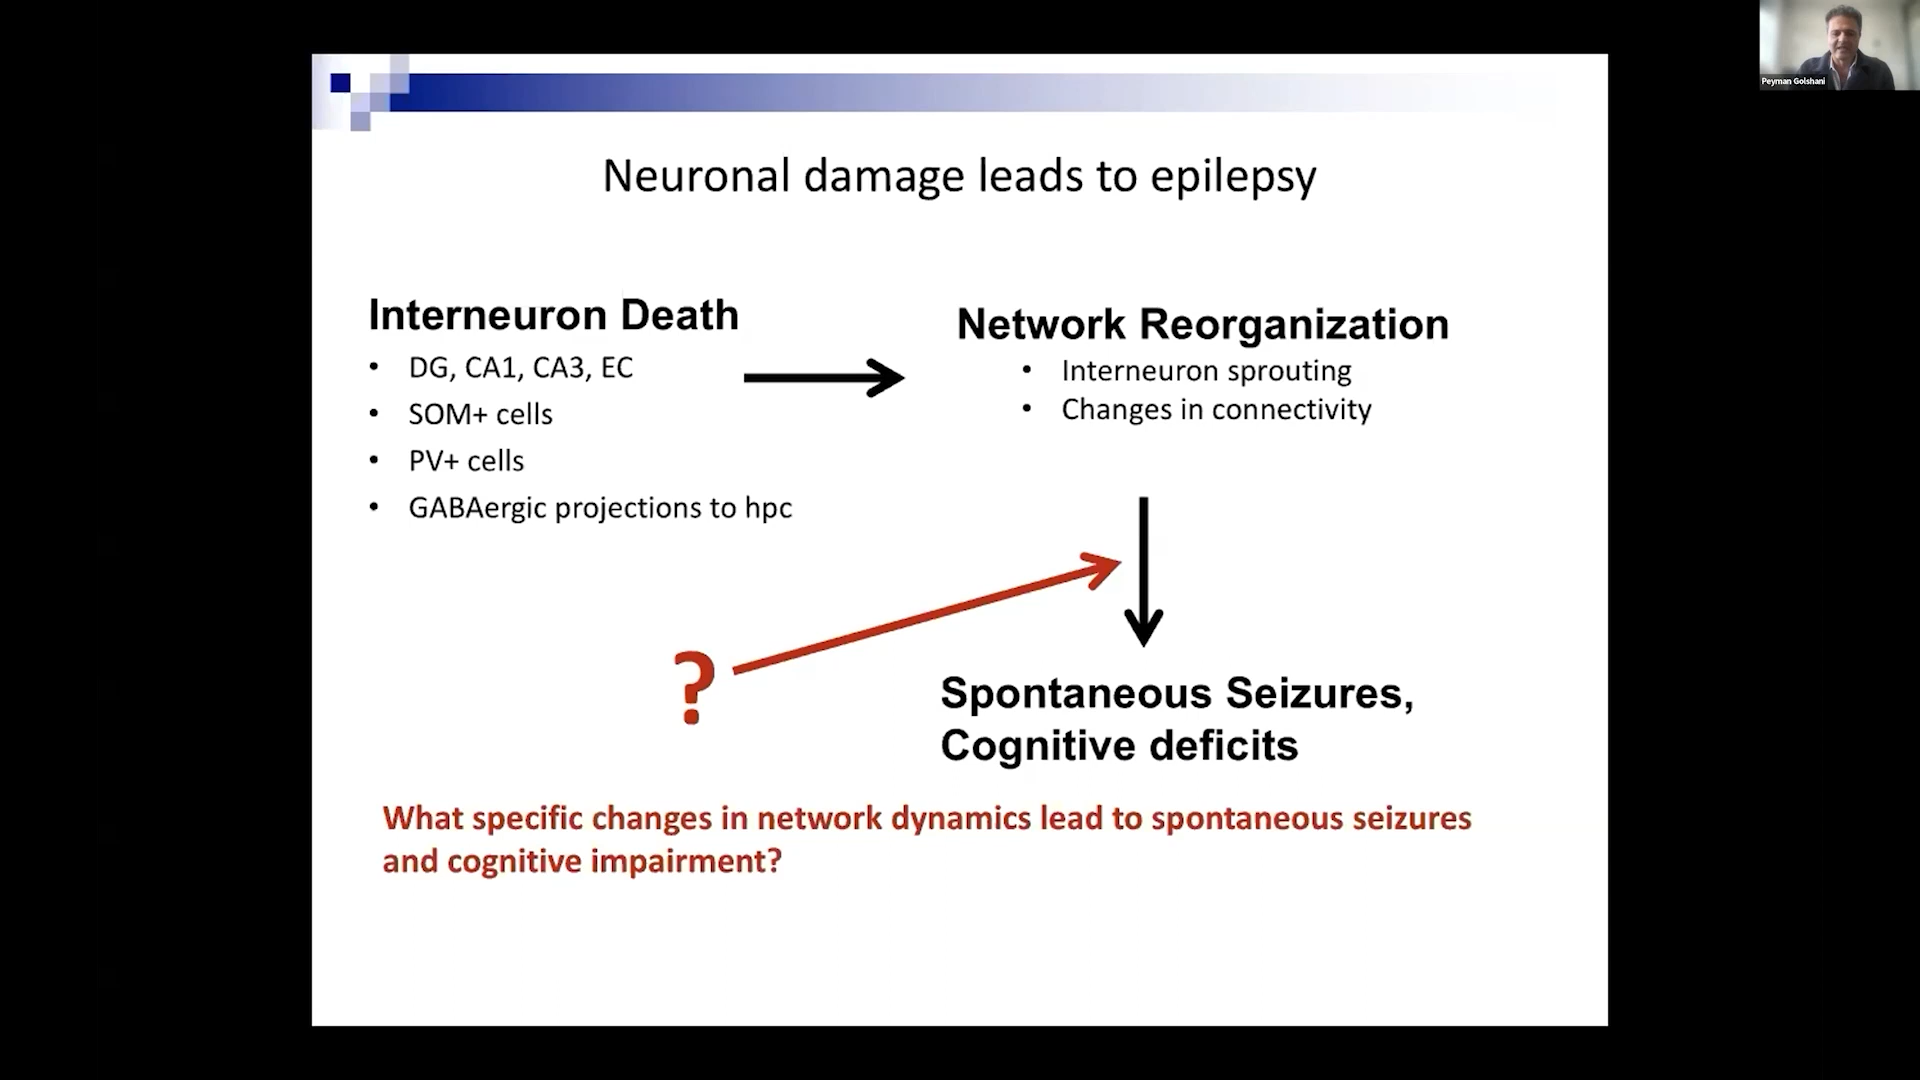 Peyman Golshani
Neuronal damage leads to epilepsy
Interneuron Death
• DG, CA1, CA3, EC
• SOM+ cells
• PV+ cells
• GABAergic projections to hpc
Network Reorganization
• Interneuron sprouting
• Changes in connectivity
?
Spontaneous Seizures,
Cognitive deficits
What specific changes in network dynamics lead to spontaneous seizures
and cognitive impairment?